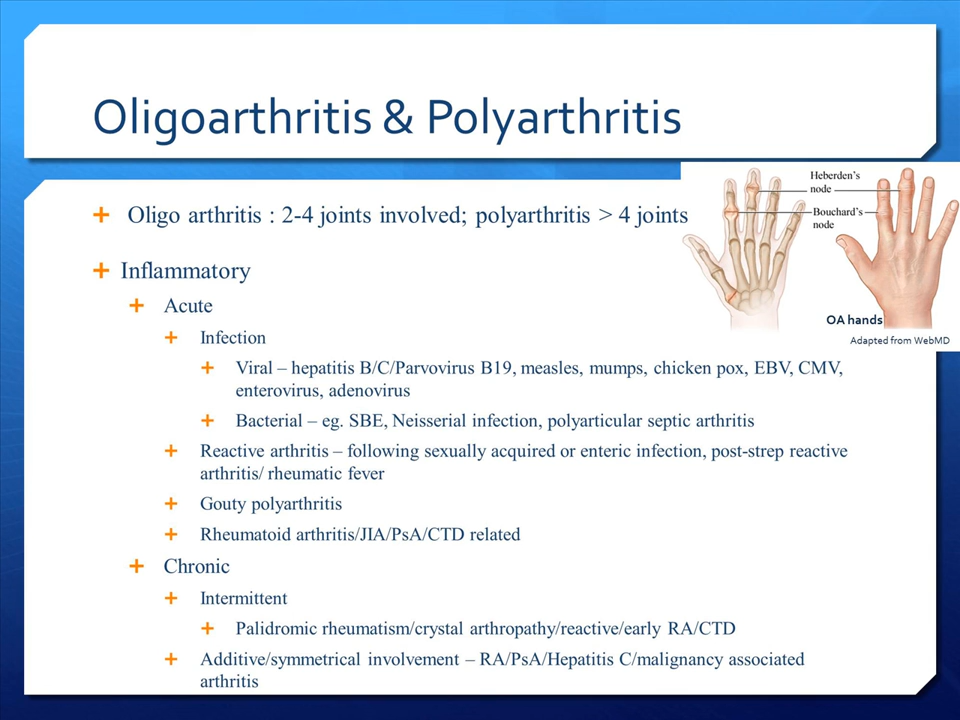 Oligoarthritis & Polyarthritis
Heberden's
node
Bouchard's
node
OA hands
Adapted from WebMD
Oligo arthritis : 2-4 joints involved; polyarthritis > 4 joints
Inflammatory
Acute
Infection
Viral – hepatitis B/C/Parvovirus B19, measles, mumps, chicken pox, EBV, CMV,
enterovirus, adenovirus
Bacterial – eg. SBE, Neisserial infection, polyarticular septic arthritis
Reactive arthritis – following sexually acquired or enteric infection, post-strep reactive
arthritis/ rheumatic fever
Gouty polyarthritis
Rheumatoid arthritis/JIA/PsA/CTD related
Chronic
Intermittent
Palidromic rheumatism/crystal arthropathy/reactive/early RA/CTD
Additive/symmetrical involvement – RA/PsA/Hepatitis C/malignancy associated
arthritis